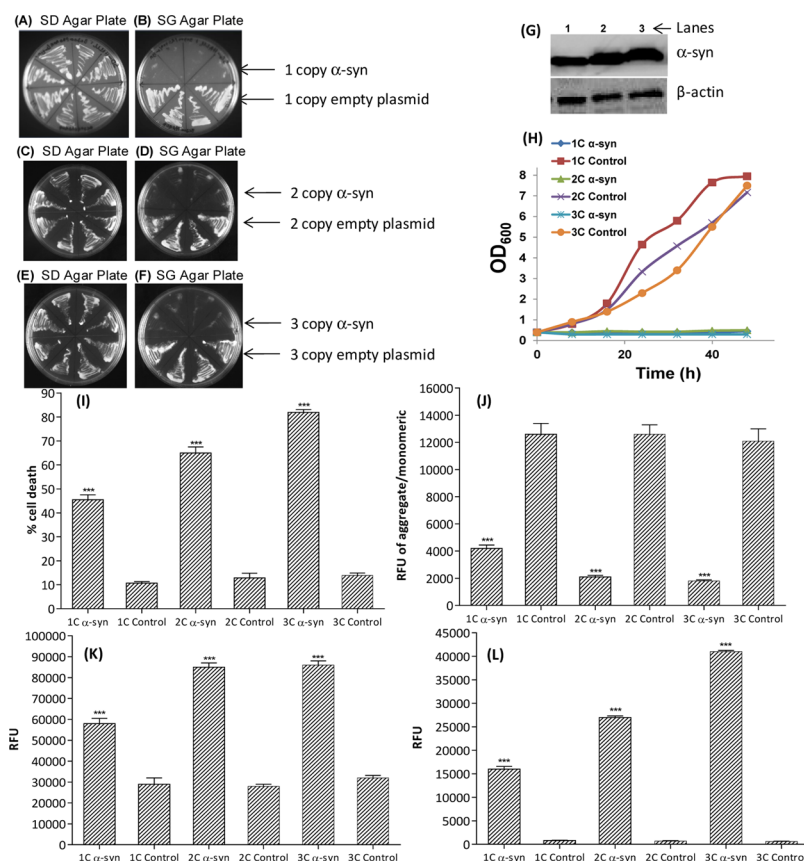 (A) SD Agar Plate (B) SG Agar Plate
1 copy α-syn
1 copy empty plasmid
(C) SD Agar Plate (D) SG Agar Plate
2 copy α-syn
2 copy empty plasmid
(E) SD Agar Plate (F) SG Agar Plate
3 copy α-syn
3 copy empty plasmid
(G) 1 2 3 Lanes
α-syn
β-actin
(H)
1C α-syn
1C Control
2C α-syn
2C Control
3C α-syn
3C Control
OD600
8
7
6
5
4
3
2
1
0
0 20 40
Time (h)
(I)
% cell death
90
80
70
60
50
40
30
20
10
0
*** *** ***
1C α-syn 1C Control 2C α-syn 2C Control 3C α-syn 3C Control
(J)
RFU of aggregate/monomeric
16000
14000
12000
10000
8000
6000
4000
2000
0
*** *** ***
1C α-syn 1C Control 2C α-syn 2C Control 3C α-syn 3C Control
(K)
RFU
100000
90000
80000
70000
60000
50000
40000
30000
20000
10000
0
*** *** ***
1C α-syn 1C Control 2C α-syn 2C Control 3C α-syn 3C Control
(L)
RFU
45000
40000
35000
30000
25000
20000
15000
10000
5000
0
*** *** ***
1C α-syn 1C Control 2C α-syn 2C Control 3C α-syn 3C Control